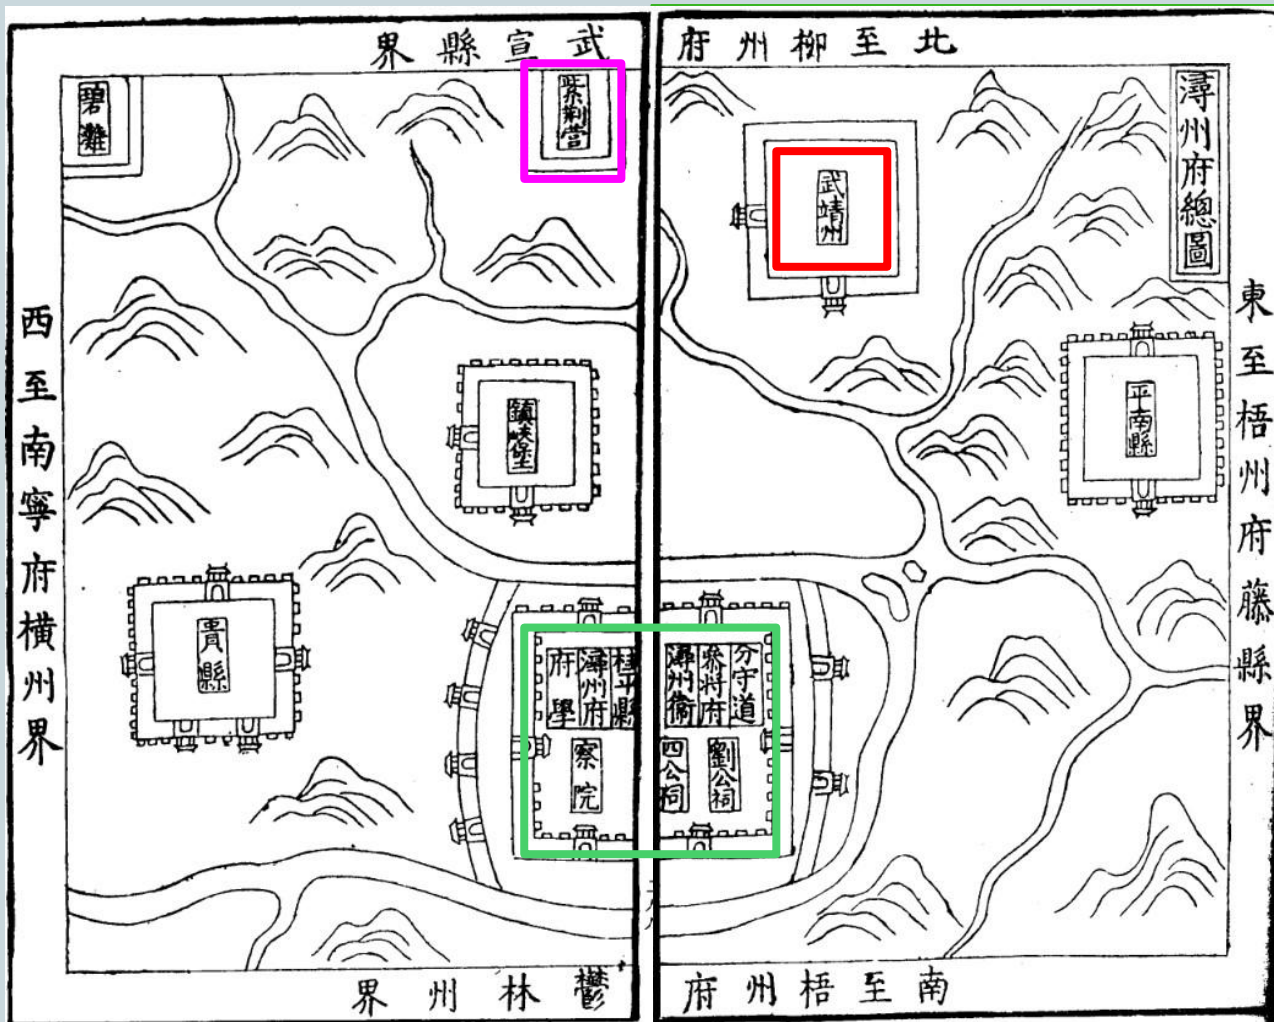 潯州府總圖
北至柳州府
武宣縣界
東至梧州府藤縣界
平南縣
武靖州
紫荊營
碧灘
鎮峽堡
貴縣
分守道
參將府
潯州衛
桂平縣
潯州府
府學
劉公祠
四公祠
察院
南至梧州府
鬱林州界
西至南寧府橫州界